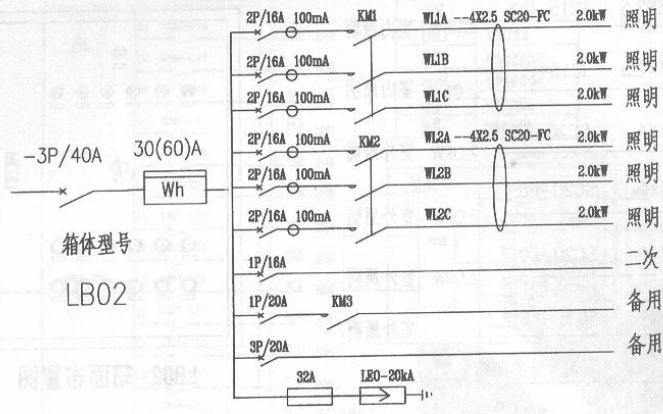 2P/16A 100mA KM1 WL1A --4X2.5 SC20-FC 2.0kW 照明
2P/16A 100mA WL1B 2.0kW 照明
2P/16A 100mA WL1C 2.0kW 照明
2P/16A 100mA KM2 WL2A --4X2.5 SC20-FC 2.0kW 照明
-3P/40A 30(60)A
Wh
2P/16A 100mA WL2B 2.0kW 照明
2P/16A 100mA WL2C 2.0kW 照明
箱体型号
LB02
1P/16A 二次
1P/20A KM3 备用
3P/20A 备用
32A LEO-20kA